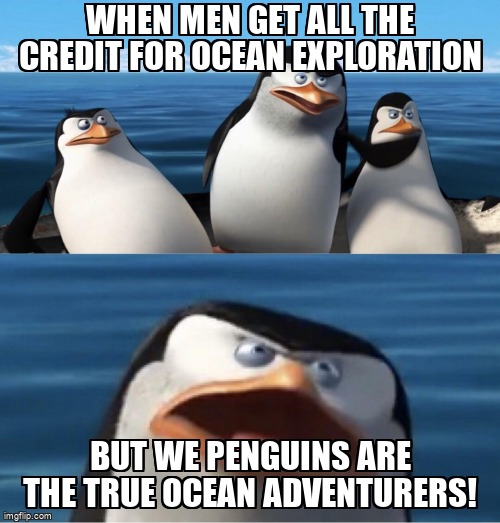 WHEN MEN GET ALL THE
CREDIT FOR OCEAN EXPLORATION
BUT WE PENGUINS ARE
THE TRUE OCEAN ADVENTURERS!
imgflip.com